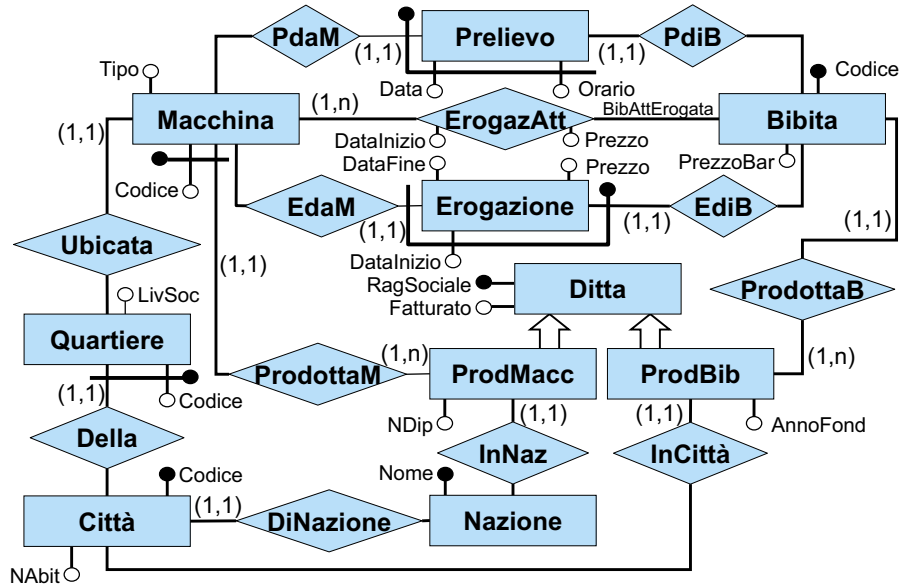 PdaM
(1,1)
Prelievo
(1,1)
PdiB
Tipo
Data
Orario
Codice
(1,1)
Macchina
(1,n)
ErogazAtt
BibAttErogata
Bibita
DataInizio
Prezzo
DataFine
Prezzo
PrezzoBar
Codice
EdaM
(1,1)
Erogazione
(1,1)
EdiB
(1,1)
Ubicata
(1,1)
DataInizio
RagSociale
Ditta
Fatturato
ProdottaB
LivSoc
Quartiere
ProdottaM
(1,n)
ProdMacc
ProdBib
(1,n)
(1,1)
Codice
NDip
(1,1)
(1,1)
AnnoFond
Della
InNaz
InCittà
Codice
Nome
Città
(1,1)
DiNazione
Nazione
NAbit